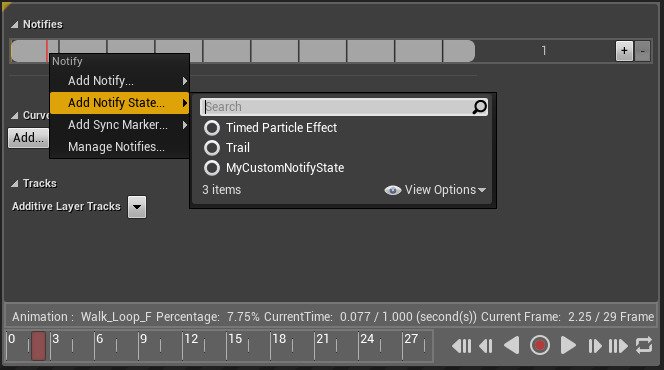 Notifies
1 + -
Notify
Add Notify...
Add Notify State...
Add Sync Marker...
Manage Notifies...
Search
Timed Particle Effect
Trail
MyCustomNotifyState
3 items View Options
Curve
Add...
Tracks
Additive Layer Tracks
Animation : Walk_Loop_F Percentage: 7.75% CurrentTime: 0.077 / 1.000 (second(s)) Current Frame: 2.25 / 29 Frame
0 3 6 9 12 15 18 21 24 27